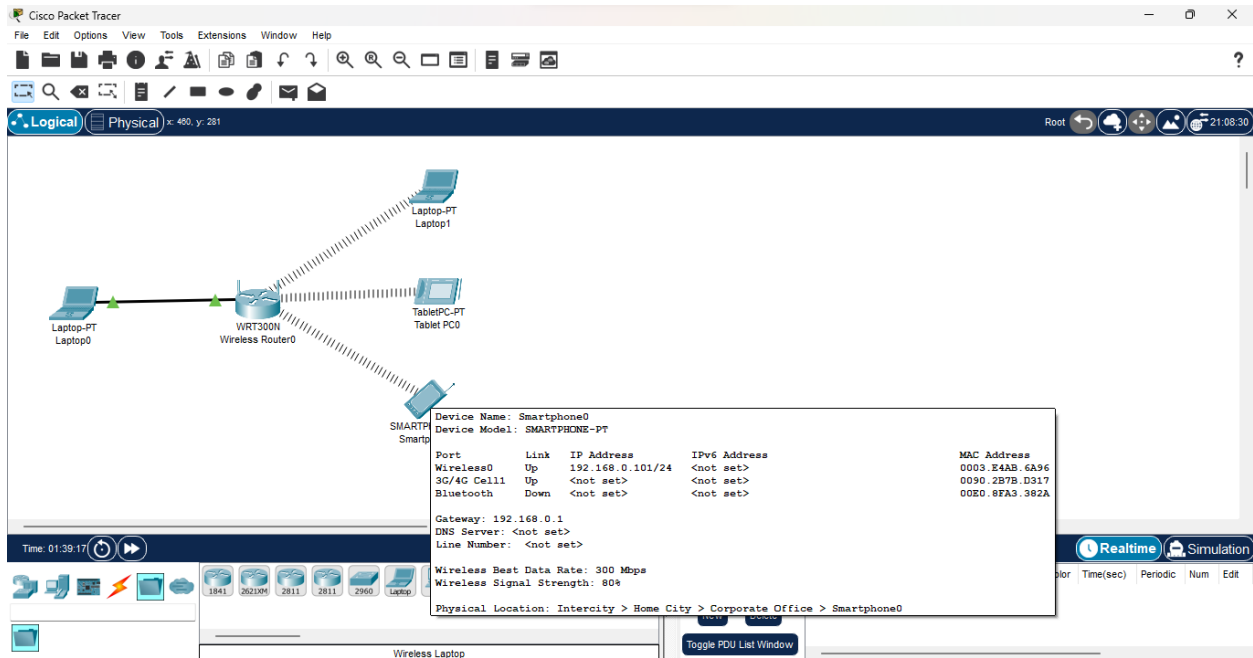 Cisco Packet Tracer
File Edit Options View Tools Extensions Window Help
?
Logical Physical x: 460, y: 281 Root 21:08:30
Laptop-PT
Laptop1
TabletPC-PT
Tablet PC0
Laptop-PT
Laptop0
WRT300N
Wireless Router0
SMARTP
Smartp
Device Name: Smartphone0
Device Model: SMARTPHONE-PT
Port Link IP Address IPv6 Address MAC Address
Wireless0 Up 192.168.0.101/24 <not set> 0003.E4AB.6A96
3G/4G Cell1 Up <not set> <not set> 0090.2B7B.D317
Bluetooth Down <not set> <not set> 00E0.8FA3.382A
Gateway: 192.168.0.1
DNS Server: <not set>
Line Number: <not set>
Wireless Best Data Rate: 300 Mbps
Wireless Signal Strength: 80%
Physical Location: Intercity > Home City > Corporate Office > Smartphone0
Time: 01:39:17 Realtime Simulation
1841 2621XM 2811 2811 2960 Laptop
olor Time(sec) Periodic Num Edit
New Delete
Toggle PDU List Window
Wireless Laptop